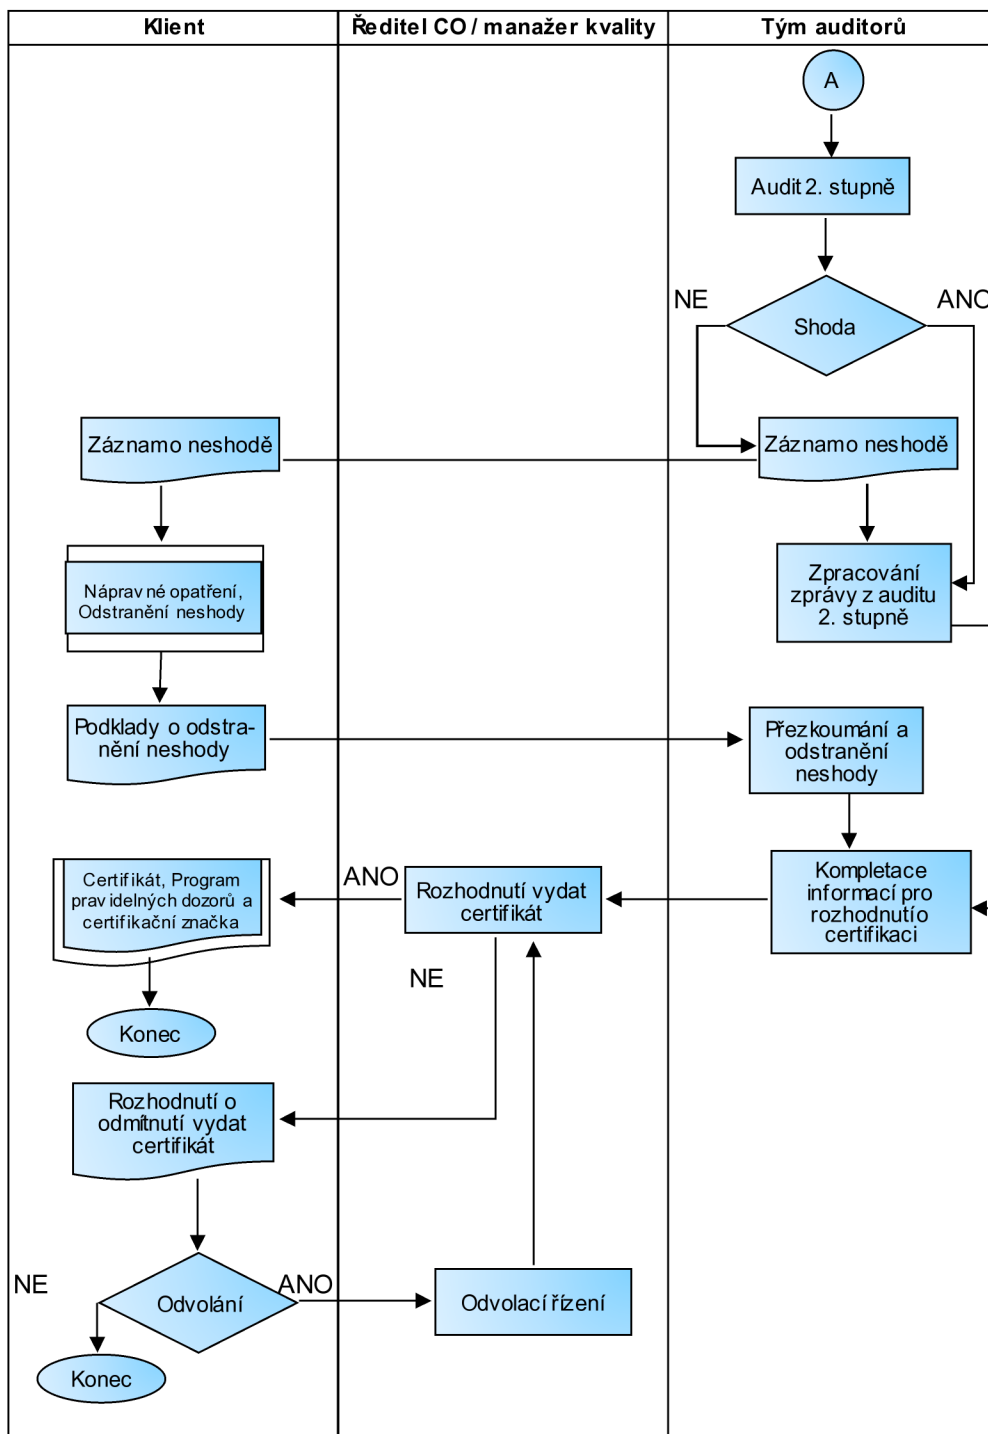 Klient
Ředitel CO / manažer kvality
Tým auditorů
A
Audit 2. stupně
NE
ANO
Shoda
Záznamo neshodě
Záznamo neshodě
Nápravné opatření,
Odstranění neshody
Zpracování
zprávy z auditu
2. stupně
Podklady o odstra-
nění neshody
Přezkoumání a
odstranění
neshody
Certifikát, Program
pravidelných dozorů a
certifikační značka
ANO
Rozhodnutí vydat
certifikát
Kompletace
informací pro
rozhodnutío
certifikaci
NE
Konec
Rozhodnutí o
odmítnutí vydat
certifikát
NE
Odvolání
ANO
Odvolací řízení
Konec